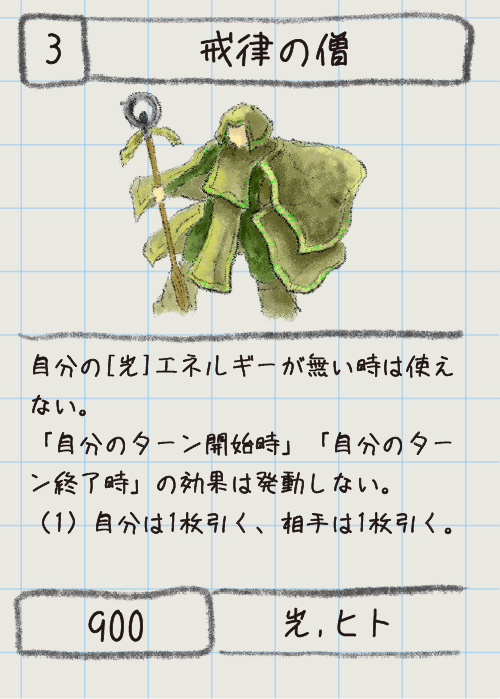 3
戒律の僧
自分の[光]エネルギーが無い時は使え
ない。
「自分のターン開始時」「自分のター
ン終了時」の効果は発動しない。
（1）自分は1枚引く、相手は1枚引く。
900
光,ヒト